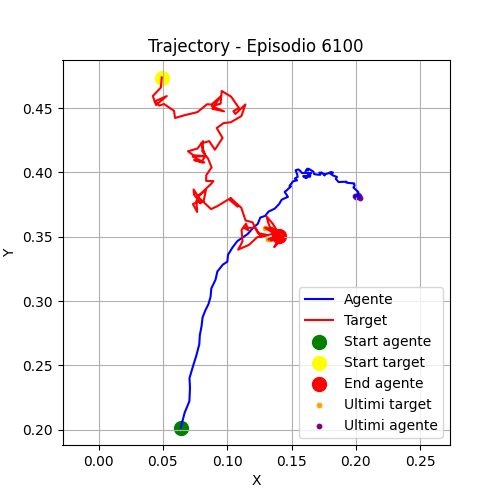 Trajectory - Episodio 6100
Y
0.45
0.40
0.35
0.30
0.25
0.20
Agente
Target
Start agente
Start target
End agente
Ultimi target
Ultimi agente
0.00
0.05
0.10
0.15
0.20
0.25
X